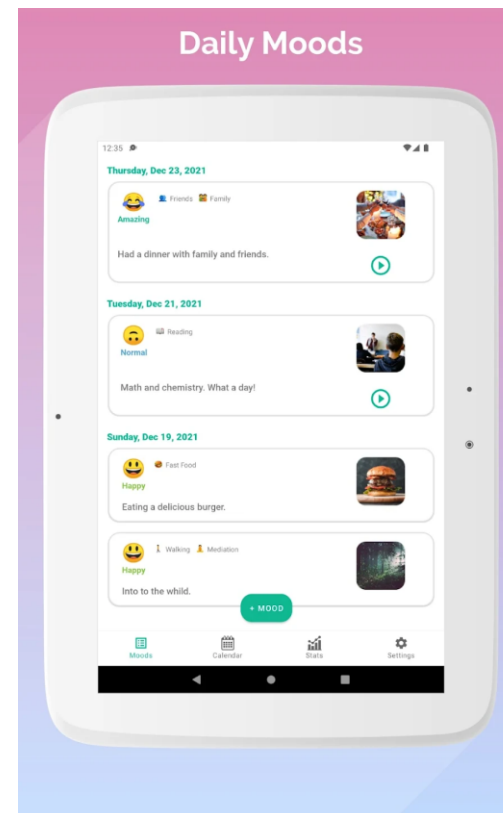 Daily Moods
12:35
Thursday, Dec 23, 2021
Friends Family
Amazing
Had a dinner with family and friends.
Tuesday, Dec 21, 2021
Reading
Normal
Math and chemistry. What a day!
Sunday, Dec 19, 2021
Fast Food
Happy
Eating a delicious burger.
Walking Mediation
Happy
Into to the whild.
+ MOOD
Moods Calendar Stats Settings